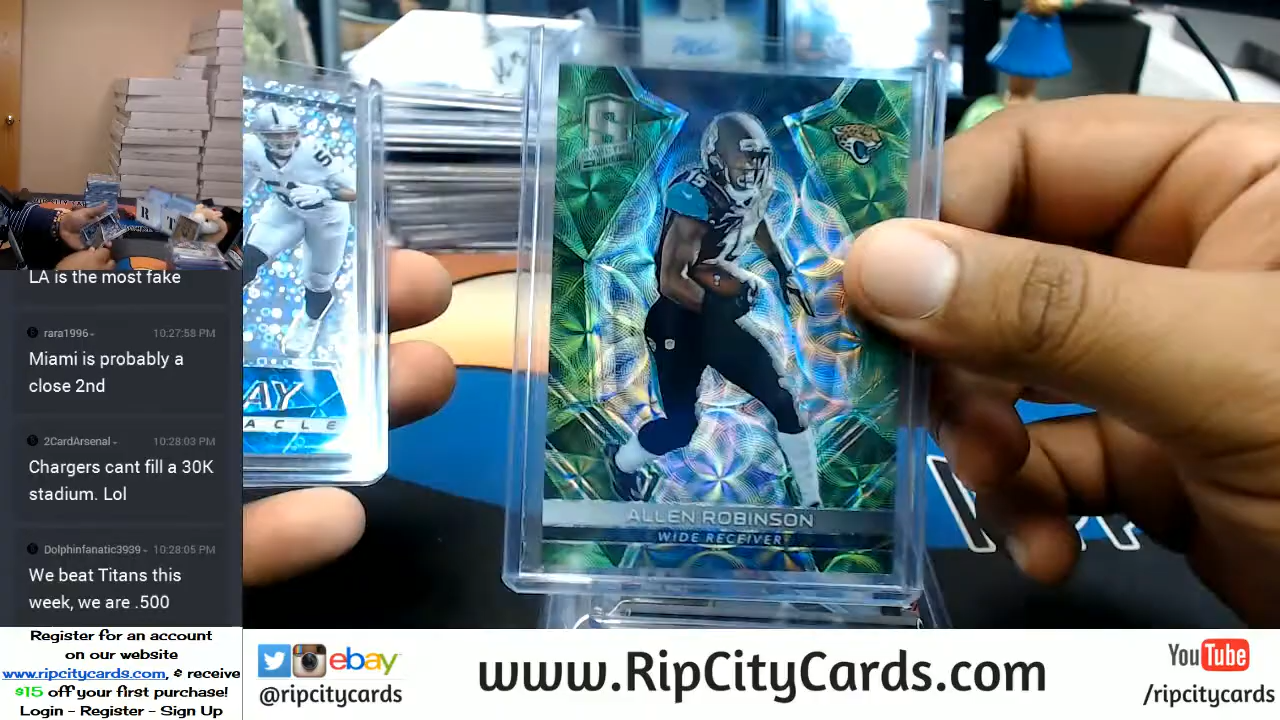 LA is the most fake
rara1996
10:27:58 PM
Miami is probably a
close 2nd
2CardArsenal
10:28:03 PM
Chargers cant fill a 30K
stadium. Lol
Dolphinfanatic3939
10:28:05 PM
We beat Titans this
week, we are .500
Register for an account
on our website
www.ripcitycards.com, & receive
$15 off your first purchase!
Login - Register - Sign Up
AY
ACLE
15
ALLEN ROBINSON
WIDE RECEIVER
ebay
@ripcitycards
www.RipCityCards.com
YouTube
/ripcitycards